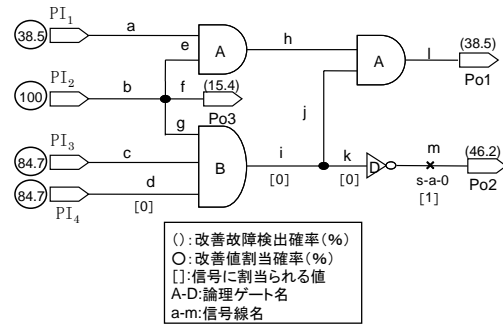 PI1
38.5
a
e
A
h
A
l
(38.5)
Po1
PI2
100
b
f
(15.4)
Po3
g
j
PI3
84.7
c
B
i
[0]
k
[0]
D
m
s-a-0
[1]
(46.2)
Po2
84.7
PI4
d
[0]
():改善故障検出確率(%)
○:改善値割当確率(%)
[]:信号に割当られる値
A-D:論理ゲート名
a-m:信号線名